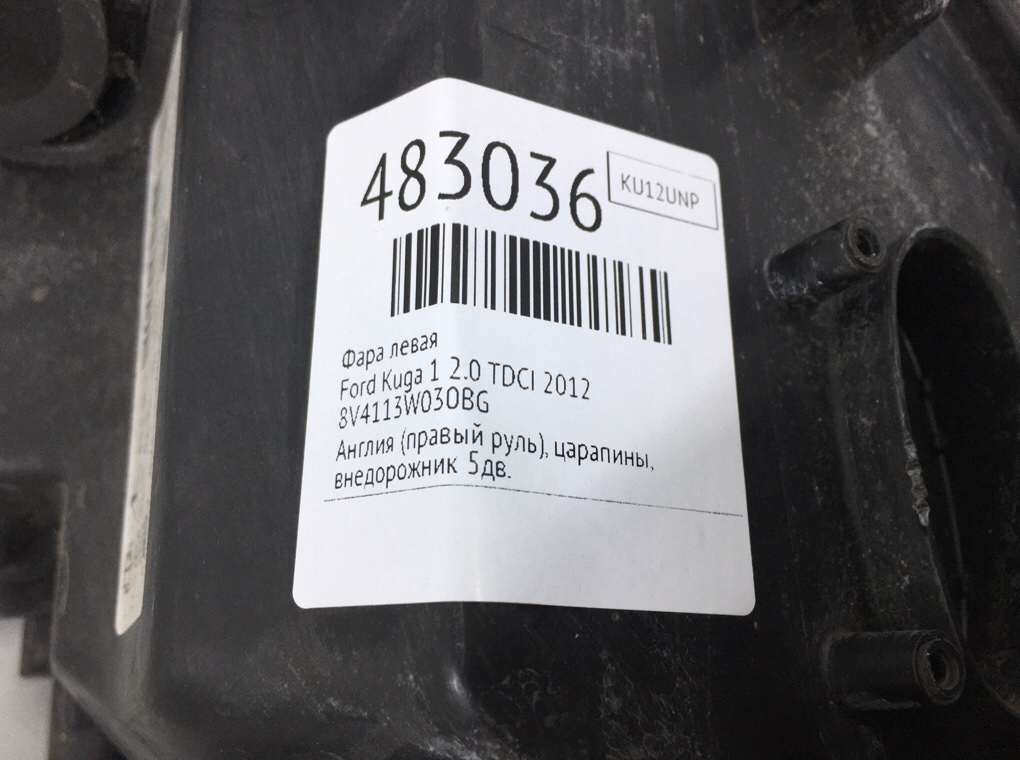 483036
KU12UNP
Фара левая
Ford Kuga 1 2.0 TDCI 2012
8V4113W030BG
Англия (правый руль), царапины,
внедорожник 5дв.